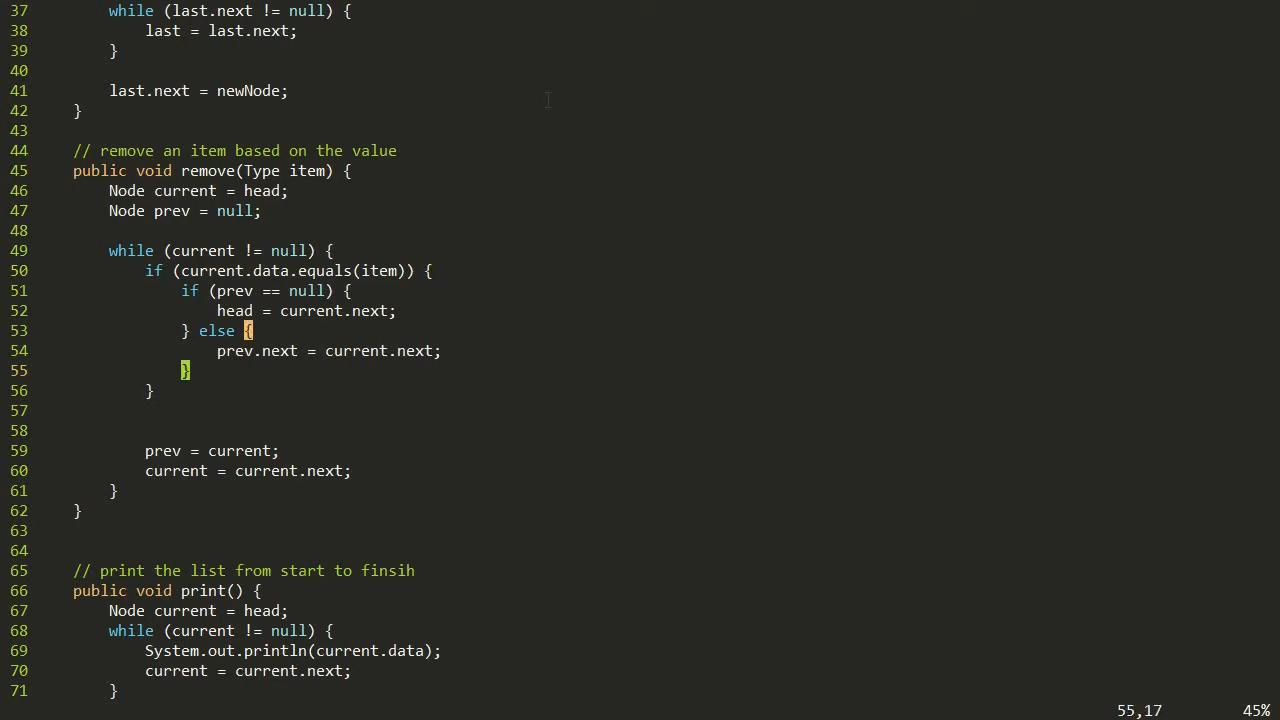 37         while (last.next != null) {
38             last = last.next;
39         }
40
41         last.next = newNode;
42     }
43
44     // remove an item based on the value
45     public void remove(Type item) {
46         Node current = head;
47         Node prev = null;
48
49         while (current != null) {
50             if (current.data.equals(item)) {
51                 if (prev == null) {
52                     head = current.next;
53                 } else {
54                     prev.next = current.next;
55                 }
56             }
57
58
59             prev = current;
60             current = current.next;
61         }
62     }
63
64
65     // print the list from start to finsih
66     public void print() {
67         Node current = head;
68         while (current != null) {
69             System.out.println(current.data);
70             current = current.next;
71         }
55,17 45%